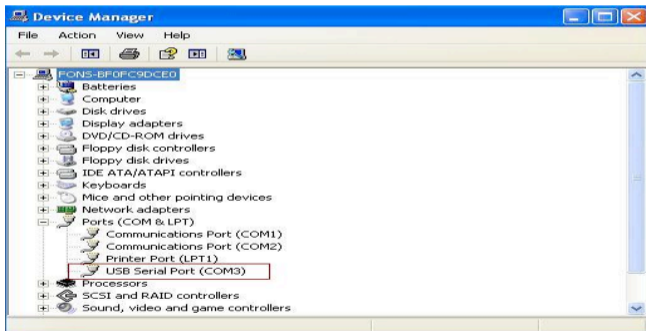 Device Manager
File Action View Help
FONS-BF0FC9DCE0
Batteries
Computer
Disk drives
Display adapters
DVD/CD-ROM drives
Floppy disk controllers
Floppy disk drives
IDE ATA/ATAPI controllers
Keyboards
Mice and other pointing devices
Network adapters
Ports (COM & LPT)
Communications Port (COM1)
Communications Port (COM2)
Printer Port (LPT1)
USB Serial Port (COM3)
Processors
SCSI and RAID controllers
Sound, video and game controllers